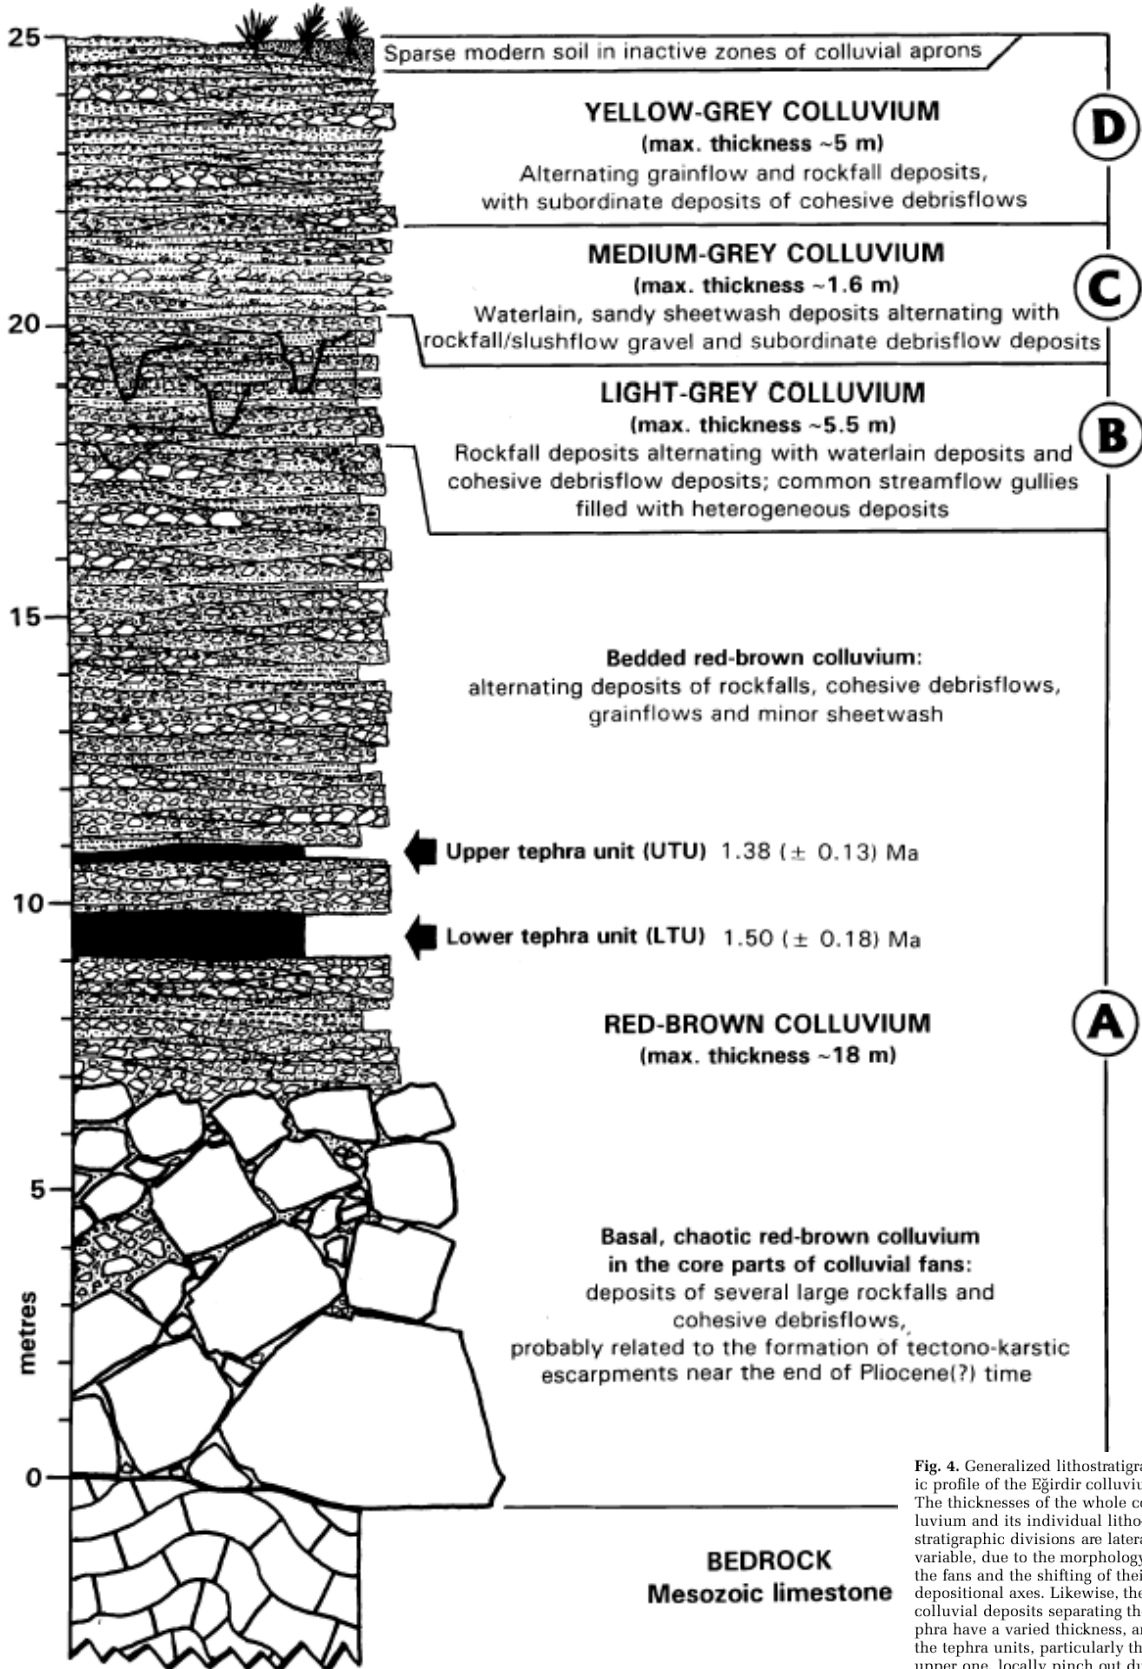 25
Sparse modern soil in inactive zones of colluvial aprons
YELLOW-GREY COLLUVIUM
(max. thickness ~5 m)
Alternating grainflow and rockfall deposits,
with subordinate deposits of cohesive debrisflows
D
MEDIUM-GREY COLLUVIUM
(max. thickness ~1.6 m)
Waterlain, sandy sheetwash deposits alternating with
rockfall/slushflow gravel and subordinate debrisflow deposits
C
20
LIGHT-GREY COLLUVIUM
(max. thickness ~5.5 m)
Rockfall deposits alternating with waterlain deposits and
cohesive debrisflow deposits; common streamflow gullies
filled with heterogeneous deposits
B
15
Bedded red-brown colluvium:
alternating deposits of rockfalls, cohesive debrisflows,
grainflows and minor sheetwash
Upper tephra unit (UTU) 1.38 (± 0.13) Ma
10
Lower tephra unit (LTU) 1.50 (± 0.18) Ma
RED-BROWN COLLUVIUM
(max. thickness ~18 m)
A
5
Basal, chaotic red-brown colluvium
in the core parts of colluvial fans:
deposits of several large rockfalls and
cohesive debrisflows,
probably related to the formation of tectono-karstic
escarpments near the end of Pliocene(?) time
metres
0
BEDROCK
Mesozoic limestone
Fig. 4. Generalized lithostratigra
ic profile of the Eğirdir colluviu
The thicknesses of the whole co
luvium and its individual litho-
stratigraphic divisions are latera
variable, due to the morphology
the fans and the shifting of thei
depositional axes. Likewise, the
colluvial deposits separating th
phra have a varied thickness, a
the tephra units, particularly th
upper one, locally pinch out du